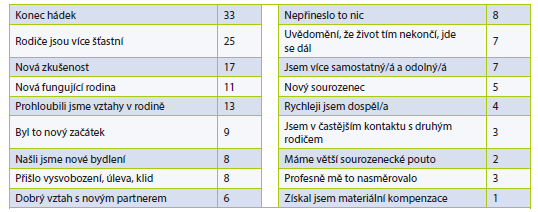 Konec hádek 33
Rodiče jsou více šťastní 25
Nová zkušenost 17
Nová fungující rodina 11
Prohloubili jsme vztahy v rodině 13
Byl to nový začátek 9
Našli jsme nové bydlení 8
Přišlo vysvobození, úleva, klid 8
Dobrý vztah s novým partnerem 6
Nepřineslo to nic 8
Uvědomění, že život tím nekončí, jde
se dál 7
Jsem více samostatný/á a odolný/á 7
Nový sourozenec 5
Rychleji jsem dospěl/a 4
Jsem v častějším kontaktu s druhým
rodičem 3
Máme větší sourozenecké pouto 2
Profesně mě to nasměrovalo 3
Získal jsem materiální kompenzace 1